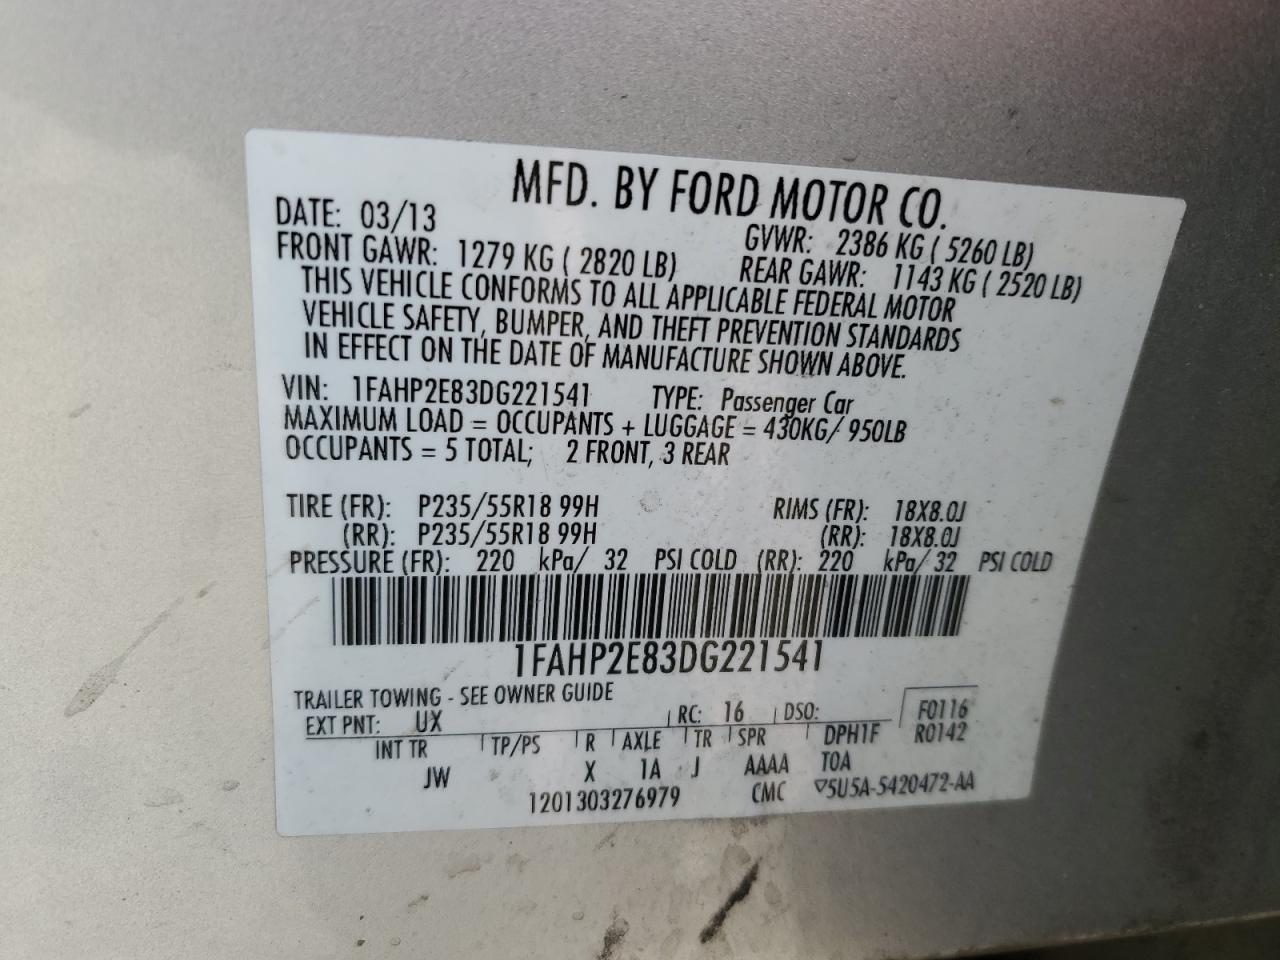 MFD. BY FORD MOTOR CO.
DATE: 03/13 GVWR: 2386 KG ( 5260 LB)
FRONT GAWR: 1279 KG ( 2820 LB) REAR GAWR: 1143 KG ( 2520 LB)
THIS VEHICLE CONFORMS TO ALL APPLICABLE FEDERAL MOTOR
VEHICLE SAFETY, BUMPER, AND THEFT PREVENTION STANDARDS
IN EFFECT ON THE DATE OF MANUFACTURE SHOWN ABOVE.
VIN: 1FAHP2E83DG221541 TYPE: Passenger Car
MAXIMUM LOAD = OCCUPANTS + LUGGAGE = 430KG/ 950LB
OCCUPANTS = 5 TOTAL; 2 FRONT, 3 REAR
TIRE (FR): P235/55R18 99H RIMS (FR): 18X8.0J
(RR): P235/55R18 99H (RR): 18X8.0J
PRESSURE (FR): 220 kPa/ 32 PSI COLD (RR): 220 kPa/ 32 PSI COLD
1FAHP2E83DG221541
TRAILER TOWING - SEE OWNER GUIDE
EXT PNT: UX RC: 16 DSO: F0116
INT TR TP/PS R AXLE TR SPR DPH1F R0142
JW X 1A J AAAA TOA
1201303276979 CMC ▽5U5A-5420472-AA